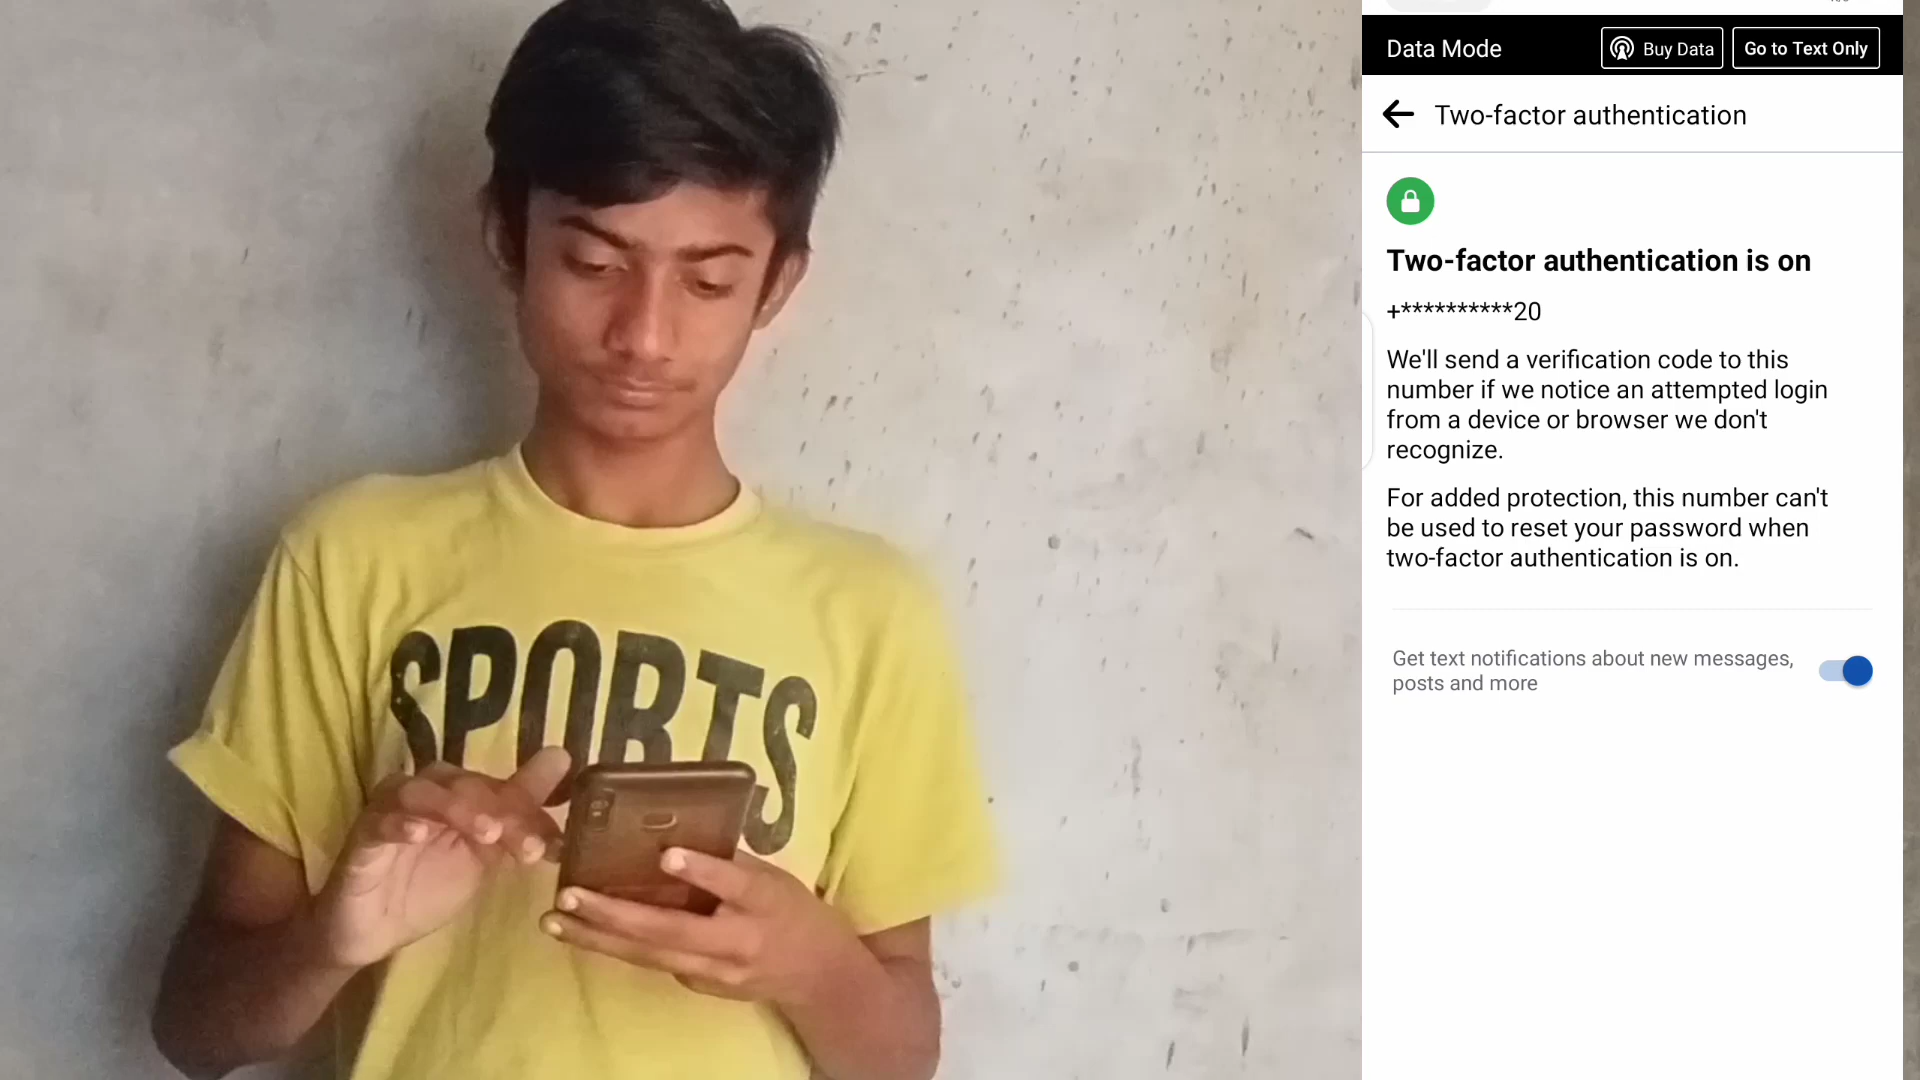 SPORTS
Data Mode
Buy Data
Go to Text Only
Two-factor authentication
Two-factor authentication is on
+**********20
We'll send a verification code to this
number if we notice an attempted login
from a device or browser we don't
recognize.
For added protection, this number can't
be used to reset your password when
two-factor authentication is on.
Get text notifications about new messages,
posts and more